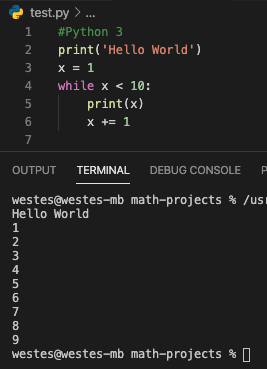 test.py > ...
1 #Python 3
2 print('Hello World')
3 x = 1
4 while x < 10:
5     print(x)
6     x += 1
7
OUTPUT TERMINAL DEBUG CONSOLE
westes@westes-mb math-projects % /usr
Hello World
1
2
3
4
5
6
7
8
9
westes@westes-mb math-projects %